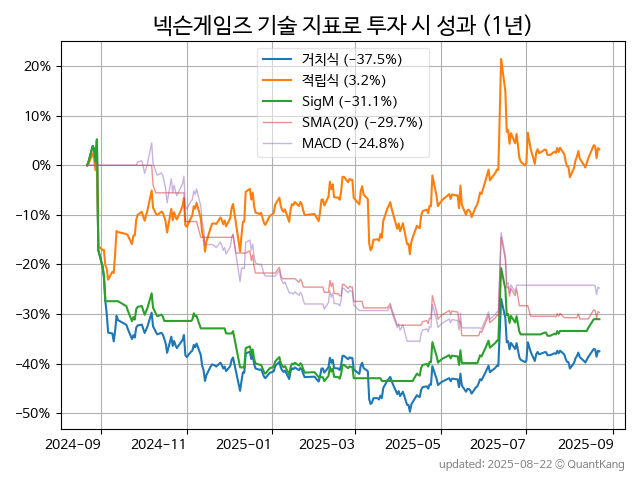 넥슨게임즈 기술 지표로 투자 시 성과 (1년)
거치식 (−37.5%)
적립식 (3.2%)
SigM (−31.1%)
SMA(20) (−29.7%)
MACD (−24.8%)
20%
10%
0%
−10%
−20%
−30%
−40%
−50%
2024-09 2024-11 2025-01 2025-03 2025-05 2025-07 2025-09
updated: 2025-08-22 © QuantKang